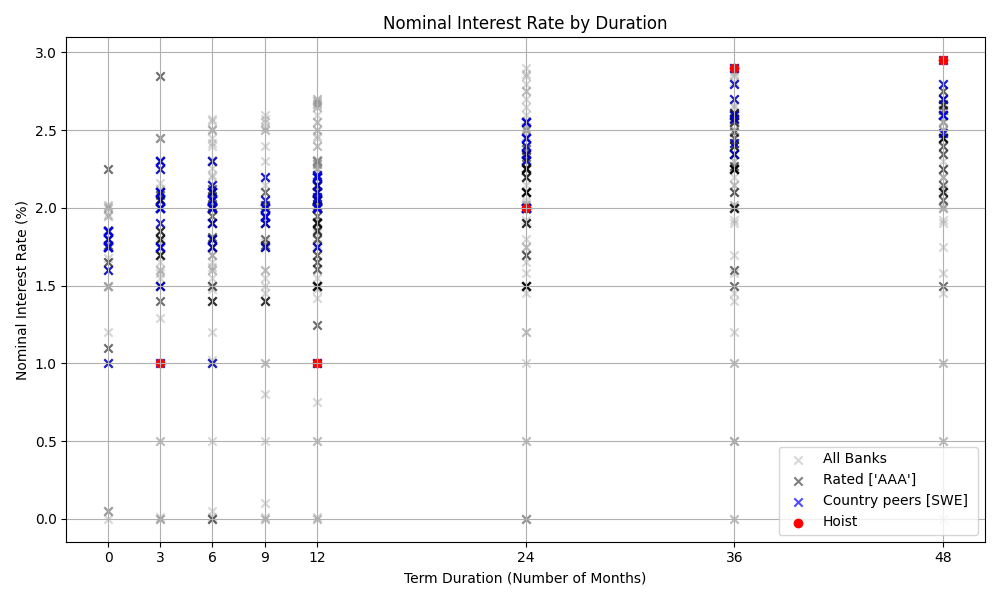 Nominal Interest Rate by Duration
Nominal Interest Rate (%)
3.0
2.5
2.0
1.5
1.0
0.5
0.0
0 3 6 9 12 24 36 48
Term Duration (Number of Months)
All Banks
Rated ['AAA']
Country peers [SWE]
Hoist